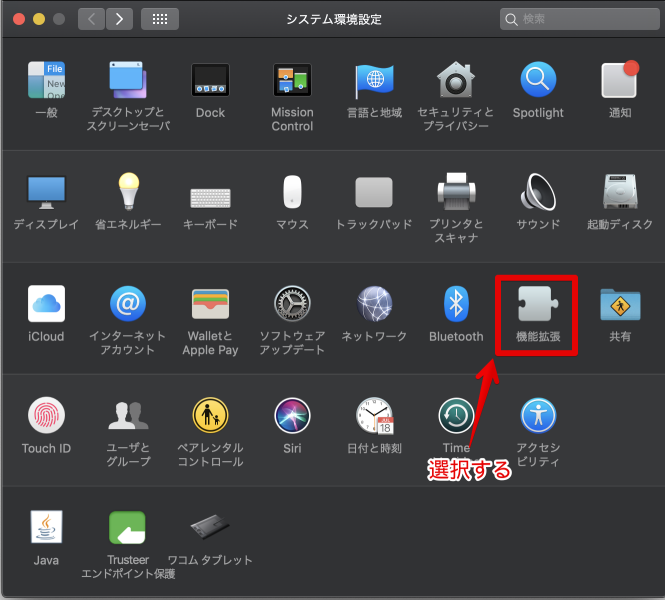 システム環境設定
検索
File
New
Ope
一般
デスクトップと
スクリーンセーバ
Dock
Mission
Control
言語と地域
セキュリティと
プライバシー
Spotlight
通知
ディスプレイ
省エネルギー
キーボード
マウス
トラックパッド
プリンタと
スキャナ
サウンド
起動ディスク
iCloud
インターネット
アカウント
Walletと
Apple Pay
ソフトウェア
アップデート
ネットワーク
Bluetooth
機能拡張
共有
Touch ID
ユーザと
グループ
ペアレンタル
コントロール
Siri
JUL
18
日付と時刻
Time
アクセシ
ビリティ
選択する
Java
Trusteer
エンドポイント保護
ワコム タブレット